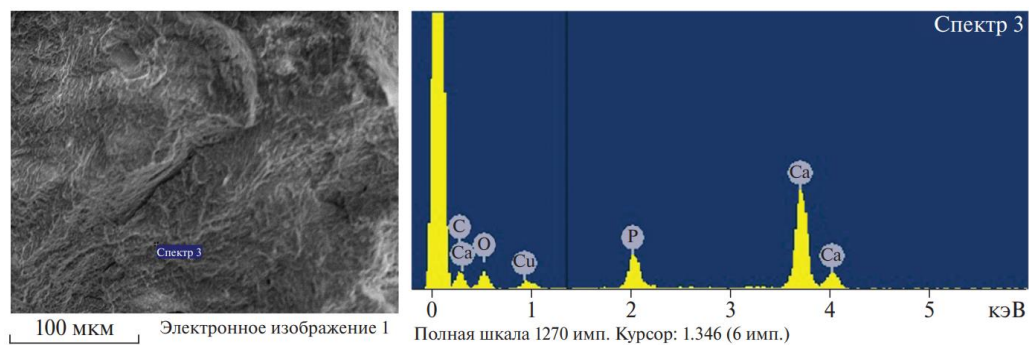 Спектр 3
100 мкм
Электронное изображение 1
Спектр 3
C
Ca
O
Cu
P
Ca
Ca
0 1 2 3 4 5 кэВ
Полная шкала 1270 имп. Курсор: 1.346 (6 имп.)